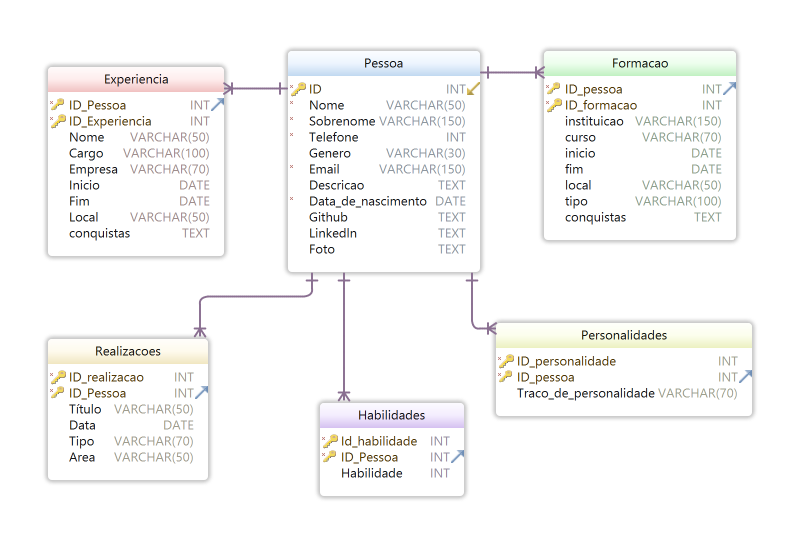 Experiencia
ID_Pessoa INT
ID_Experiencia INT
Nome VARCHAR(50)
Cargo VARCHAR(100)
Empresa VARCHAR(70)
Inicio DATE
Fim DATE
Local VARCHAR(50)
conquistas TEXT
Pessoa
ID INT
Nome VARCHAR(50)
Sobrenome VARCHAR(150)
Telefone INT
Genero VARCHAR(30)
Email VARCHAR(150)
Descricao TEXT
Data_de_nascimento DATE
Github TEXT
LinkedIn TEXT
Foto TEXT
Formacao
ID_pessoa INT
ID_formacao INT
instituicao VARCHAR(150)
curso VARCHAR(70)
inicio DATE
fim DATE
local VARCHAR(50)
tipo VARCHAR(100)
conquistas TEXT
Realizacoes
ID_realizacao INT
ID_Pessoa INT
Título VARCHAR(50)
Data DATE
Tipo VARCHAR(70)
Area VARCHAR(50)
Habilidades
Id_habilidade INT
ID_Pessoa INT
Habilidade INT
Personalidades
ID_personalidade INT
ID_pessoa INT
Traco_de_personalidade VARCHAR(70)